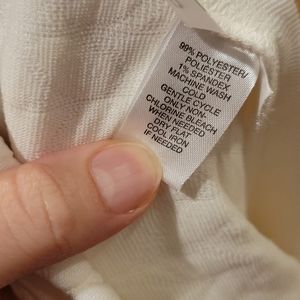 99% POLYESTER/
POLIÉSTER
1% SPANDEX
MACHINE WASH
COLD
GENTLE CYCLE
ONLY NON-
CHLORINE BLEACH
WHEN NEEDED
DRY FLAT
COOL IRON
IF NEEDED